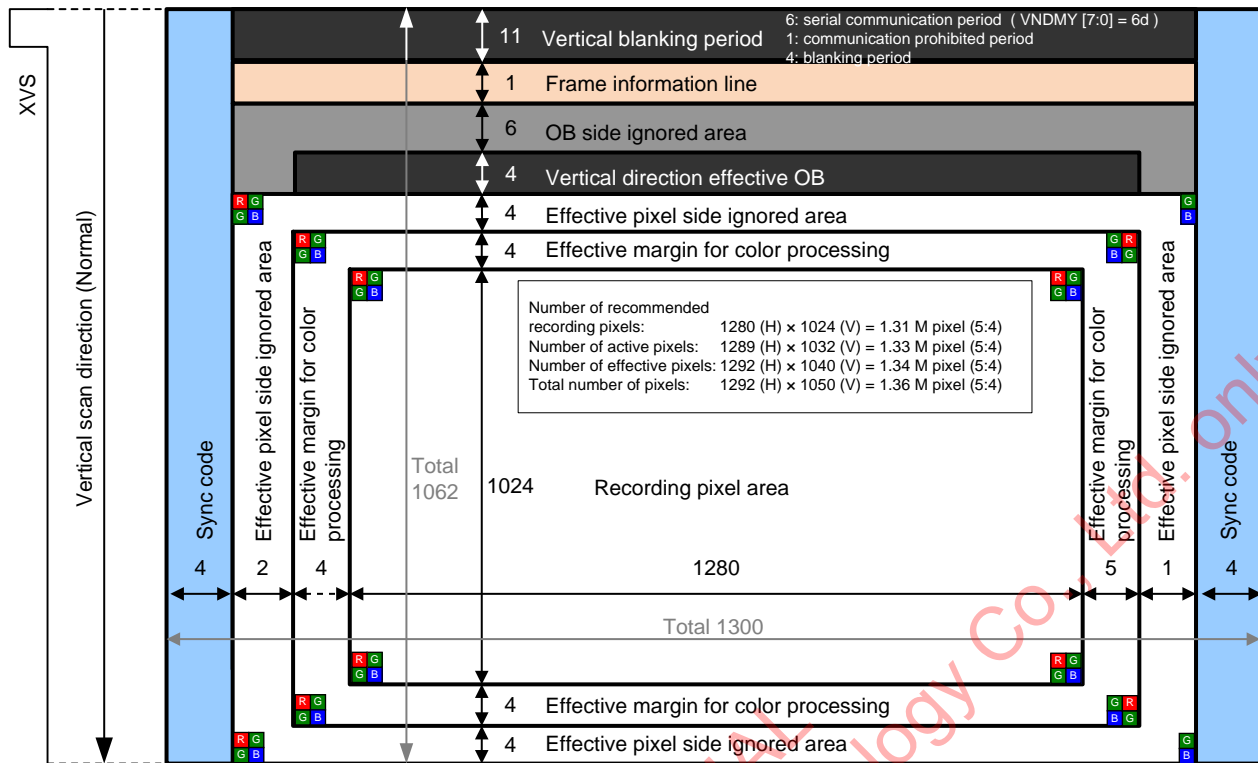 XVS
Vertical scan direction (Normal)
11 Vertical blanking period
6: serial communication period ( VNDMY [7:0] = 6d )
1: communication prohibited period
4: blanking period
1 Frame information line
6 OB side ignored area
4 Vertical direction effective OB
R G
G B
4 Effective pixel side ignored area
G
B
R G
G B
4 Effective margin for color processing
G R
B G
R G
G B
R G
G B
Number of recommended
recording pixels: 1280 (H) × 1024 (V) = 1.31 M pixel (5:4)
Number of active pixels: 1289 (H) × 1032 (V) = 1.33 M pixel (5:4)
Number of effective pixels: 1292 (H) × 1040 (V) = 1.34 M pixel (5:4)
Total number of pixels: 1292 (H) × 1050 (V) = 1.36 M pixel (5:4)
Sync code
Effective pixel side ignored area
Effective margin for color
processing
Total
1062
1024 Recording pixel area
Effective margin for color
processing
Effective pixel side ignored area
Sync code
4 2 4 1280 5 1 4
Total 1300
R G
G B
R G
G B
R G
G B
4 Effective margin for color processing
G R
B G
R G
G B
4 Effective pixel side ignored area
G
B
Co., Ltd. only